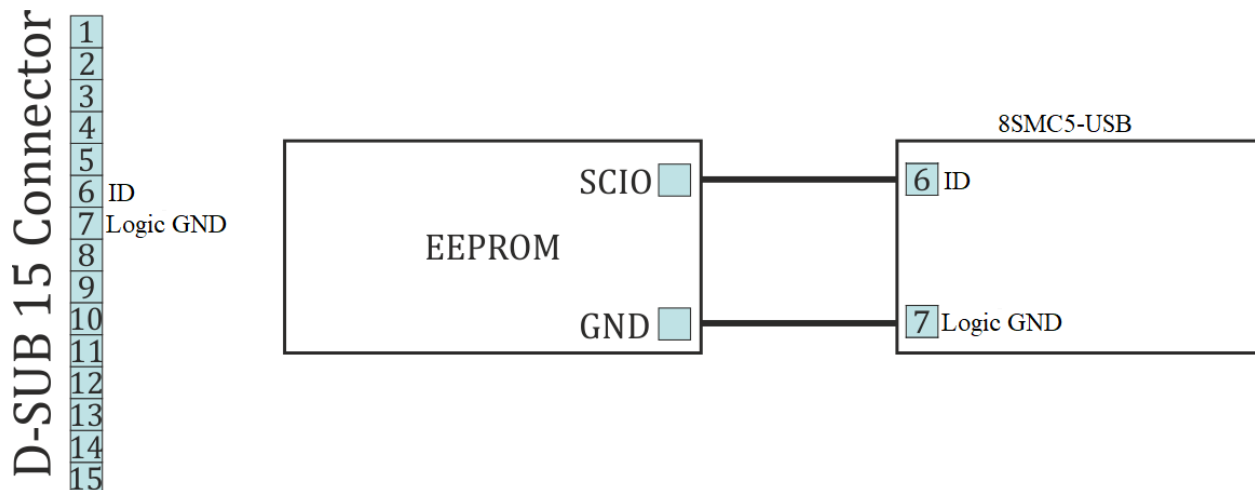 D-SUB 15 Connector
1
2
3
4
5
6 ID
7 Logic GND
8
9
10
11
12
13
14
15
EEPROM
SCIO
GND
8SMC5-USB
6 ID
7 Logic GND